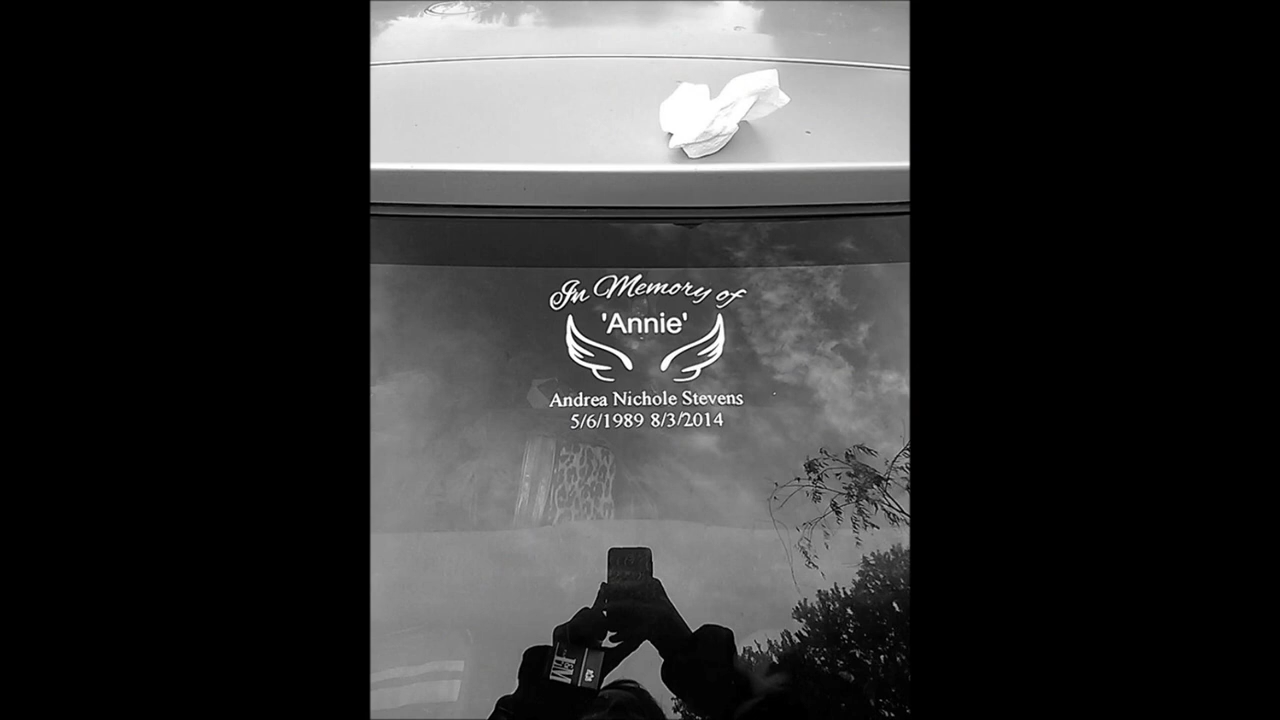 In Memory of
'Annie'
Andrea Nichole Stevens
5/6/1989 8/3/2014